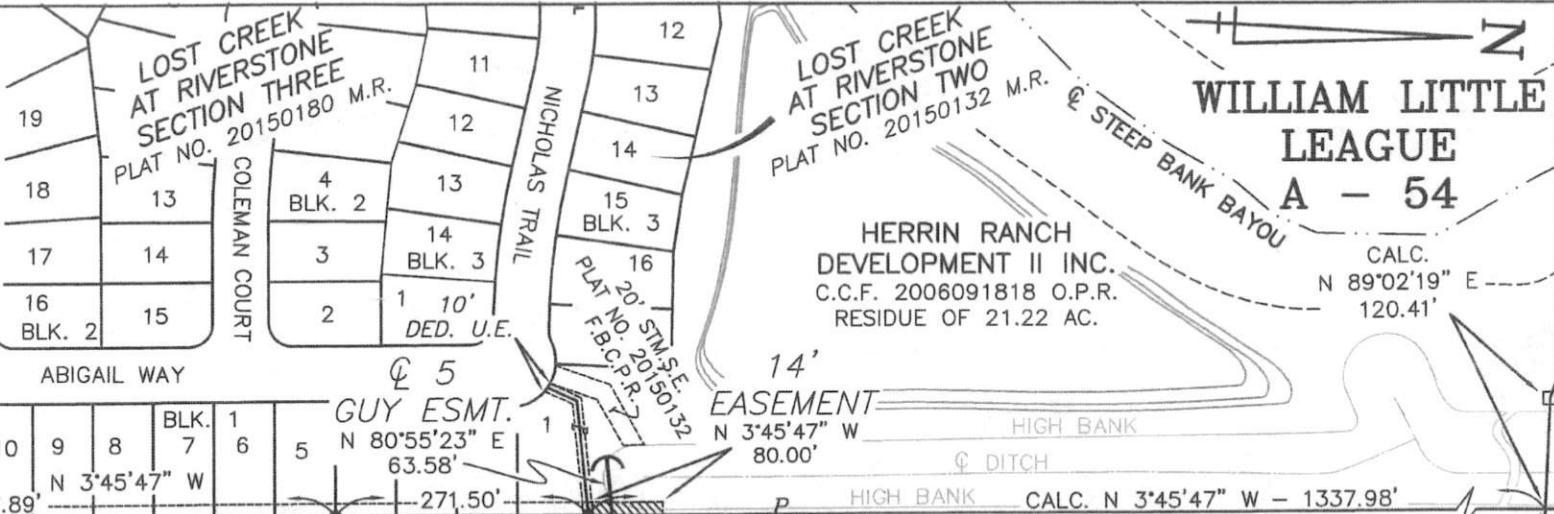 LOST CREEK
AT RIVERSTONE
SECTION THREE
PLAT NO. 20150180 M.R.
LOST CREEK
AT RIVERSTONE
SECTION TWO
PLAT NO. 20150132 M.R.
N
WILLIAM LITTLE
LEAGUE
A - 54
℄ STEEP BANK BAYOU
19
18
17
16
BLK. 2
13
14
15
COLEMAN COURT
4
BLK. 2
3
2
11
12
13
14
BLK. 3
1
10'
DED. U.E.
NICHOLAS TRAIL
12
13
14
15
BLK. 3
16
20' STM.S.E.
PLAT NO. 20150132
F.B.C.P.R.
HERRIN RANCH
DEVELOPMENT II INC.
C.C.F. 2006091818 O.P.R.
RESIDUE OF 21.22 AC.
CALC.
N 89°02'19" E
120.41'
ABIGAIL WAY
℄ 5
GUY ESMT.
N 80°55'23" E
63.58'
14'
EASEMENT
N 3°45'47" W
80.00'
0
9
8
BLK. 1
7
6
5
1
N 3°45'47" W
.89'
271.50'
HIGH BANK
℄ DITCH
HIGH BANK
P
CALC. N 3°45'47" W - 1337.98'